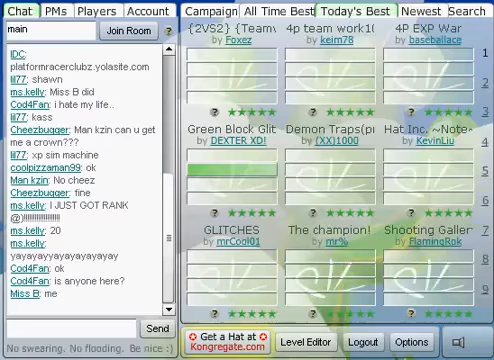 Chat PMs Players Account
main
Join Room
?
IDC:
platformracerclubz.yolasite.com
lil77: shawn
ms.kelly: Miss B did
Cod4Fan: i hate my life..
lil77: kass
Cheezbugger: Man kzin can u get
me a crown???
lil77: xp sim machine
coolpizzaman99: ok
Man kzin: No cheez
Cheezbugger: fine
ms.kelly: I JUST GOT RANK
ms.kelly: 20
ms.kelly:
yayayayyayayayayayay
Cod4Fan: ok
Cod4Fan: is anyone here?
Miss B: me
Send
No swearing. No flooding. Be nice :)
Campaign All Time Best Today's Best Newest Search
{2VS2} {Team
by Foxez
4p team work1(
by keim78
4P EXP War
by baseballace
?
?
?
Green Block Glit
by DEXTER XD!
Demon Traps(p
by (XX)1000
Hat Inc. ~Note
by KevinLiu
?
?
?
GLITCHES
by mrCool01
The champion!
by mr%
Shooting Galler
by FlamingRok
?
?
?
1
2
3
4
5
6
7
8
9
Get a Hat at
Kongregate.com
Level Editor
Logout
Options